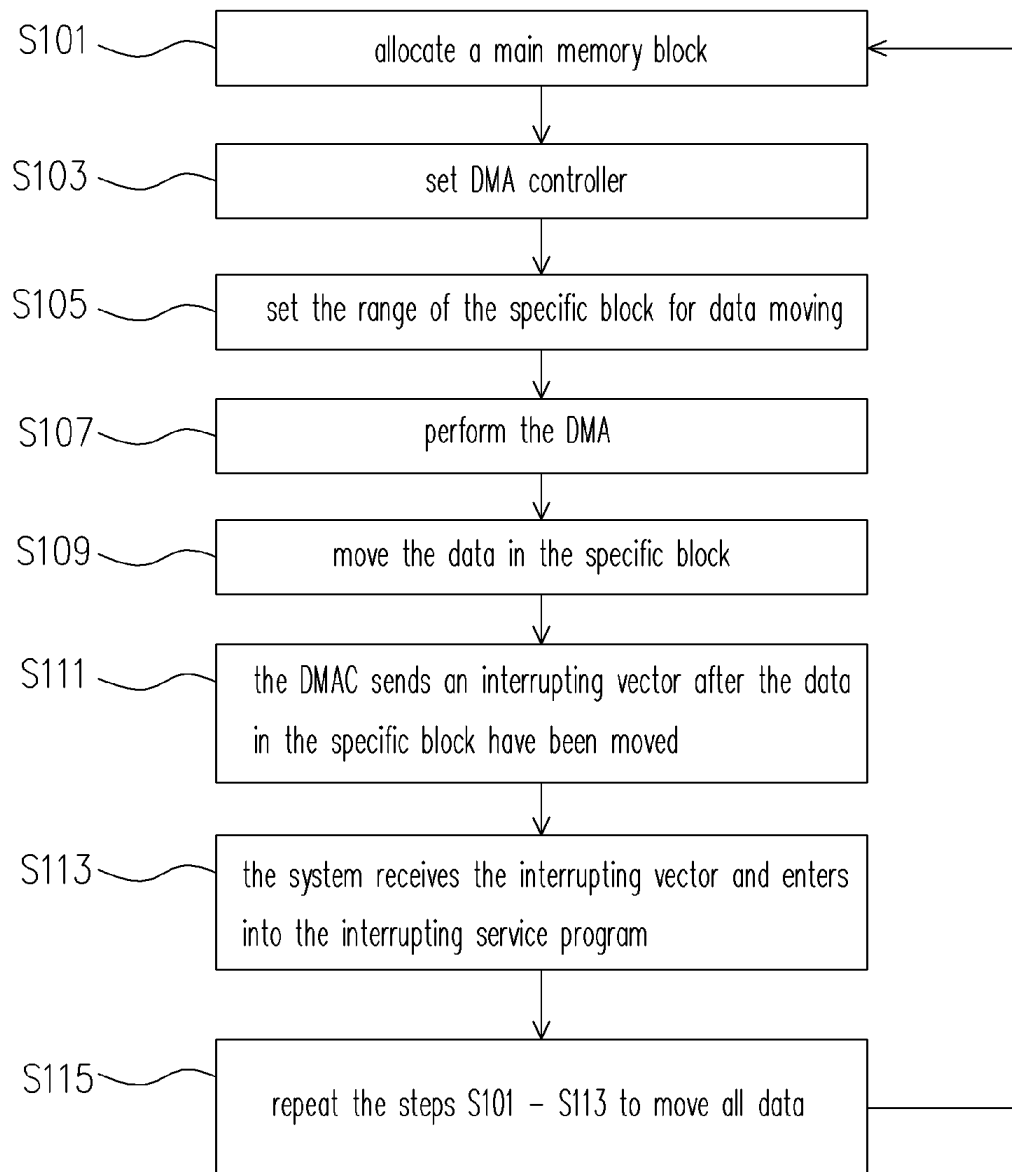 S101
allocate a main memory block
S103
set DMA controller
S105
set the range of the specific block for data moving
S107
perform the DMA
S109
move the data in the specific block
S111
the DMAC sends an interrupting vector after the data
in the specific block have been moved
S113
the system receives the interrupting vector and enters
into the interrupting service program
S115
repeat the steps S101 – S113 to move all data